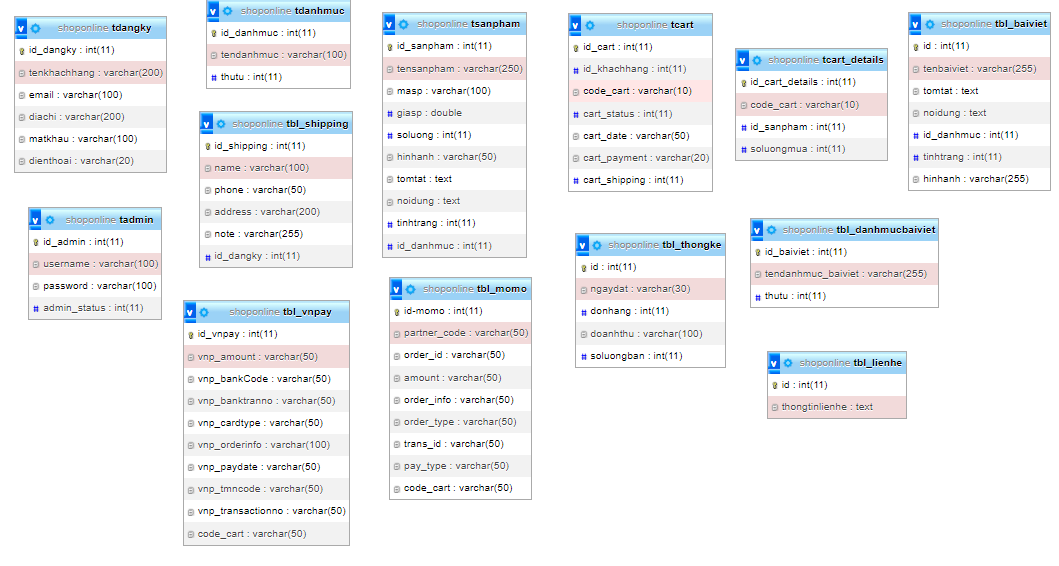 shoponline tdangky
id_dangky : int(11)
tenkhachhang : varchar(200)
email : varchar(100)
diachi : varchar(200)
matkhau : varchar(100)
dienthoai : varchar(20)
shoponline tdanhmuc
id_danhmuc : int(11)
tendanhmuc : varchar(100)
thutu : int(11)
shoponline tsanpham
id_sanpham : int(11)
tensanpham : varchar(250)
masp : varchar(100)
giasp : double
soluong : int(11)
hinhanh : varchar(50)
tomtat : text
noidung : text
tinhtrang : int(11)
id_danhmuc : int(11)
shoponline tcart
id_cart : int(11)
id_khachhang : int(11)
code_cart : varchar(10)
cart_status : int(11)
cart_date : varchar(50)
cart_payment : varchar(20)
cart_shipping : int(11)
shoponline tcart_details
id_cart_details : int(11)
code_cart : varchar(10)
id_sanpham : int(11)
soluongmua : int(11)
shoponline tbl_baiviet
id : int(11)
tenbaiviet : varchar(255)
tomtat : text
noidung : text
id_danhmuc : int(11)
tinhtrang : int(11)
hinhanh : varchar(255)
shoponline tbl_shipping
id_shipping : int(11)
name : varchar(100)
phone : varchar(50)
address : varchar(200)
note : varchar(255)
id_dangky : int(11)
shoponline tadmin
id_admin : int(11)
username : varchar(100)
password : varchar(100)
admin_status : int(11)
shoponline tbl_vnpay
id_vnpay : int(11)
vnp_amount : varchar(50)
vnp_bankCode : varchar(50)
vnp_banktranno : varchar(50)
vnp_cardtype : varchar(50)
vnp_orderinfo : varchar(100)
vnp_paydate : varchar(50)
vnp_tmncode : varchar(50)
vnp_transactionno : varchar(50)
code_cart : varchar(50)
shoponline tbl_momo
id-momo : int(11)
partner_code : varchar(50)
order_id : varchar(50)
amount : varchar(50)
order_info : varchar(50)
order_type : varchar(50)
trans_id : varchar(50)
pay_type : varchar(50)
code_cart : varchar(50)
shoponline tbl_thongke
id : int(11)
ngaydat : varchar(30)
donhang : int(11)
doanhthu : varchar(100)
soluongban : int(11)
shoponline tbl_danhmucbaiviet
id_baiviet : int(11)
tendanhmuc_baiviet : varchar(255)
thutu : int(11)
shoponline tbl_lienhe
id : int(11)
thongtinlienhe : text